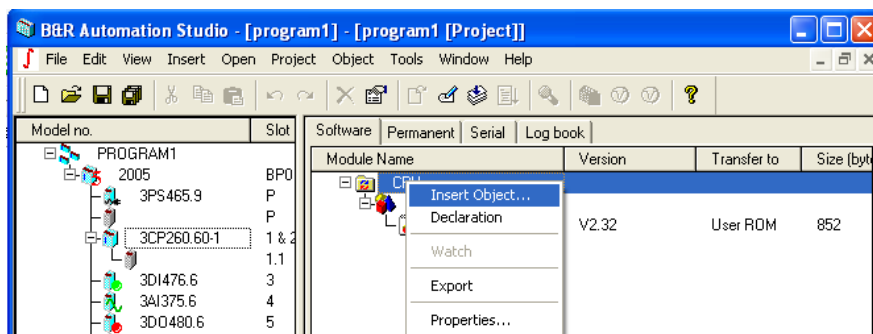 B&R Automation Studio - [program1] - [program1 [Project]]
File Edit View Insert Open Project Object Tools Window Help
Model no. Slot
PROGRAM1
2005 BP0
3PS465.9 P
P
3CP260.60-1 1 & 2
1.1
3DI476.6 3
3AI375.6 4
3DO480.6 5
Software Permanent Serial Log book
Module Name Version Transfer to Size (byt
CPU
V2.32 User ROM 852
Insert Object...
Declaration
Watch
Export
Properties...